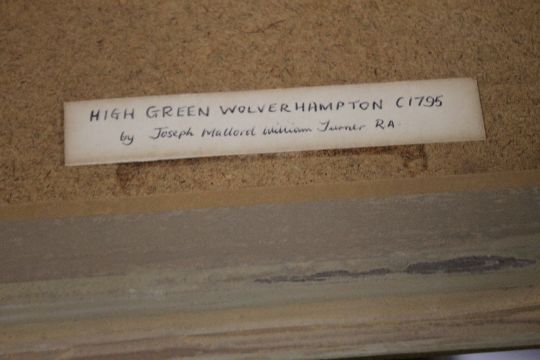 HIGH GREEN WOLVERHAMPTON C1795
by Joseph Mallord William Turner RA.